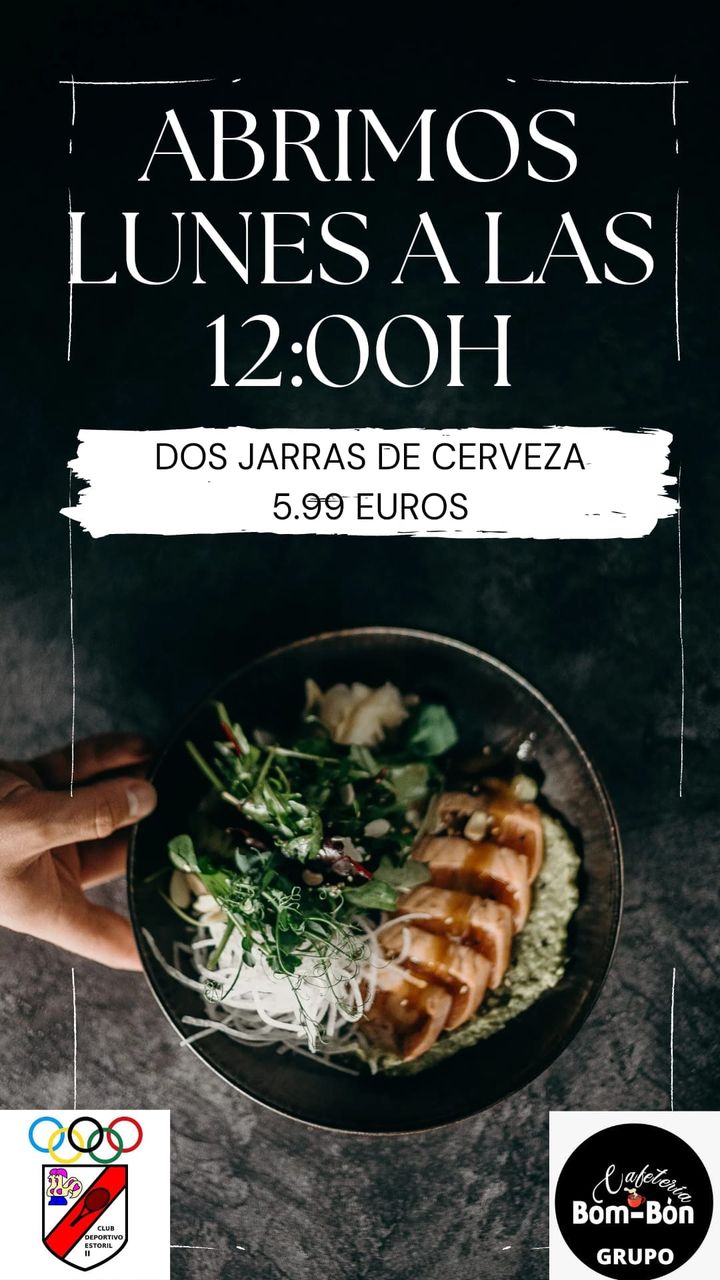 ABRIMOS
LUNES A LAS
12:00H
DOS JARRAS DE CERVEZA
5.99 EUROS
CLUB
DEPORTIVO
ESTORIL
II
Cafetería
Bom-Bòn
GRUPO